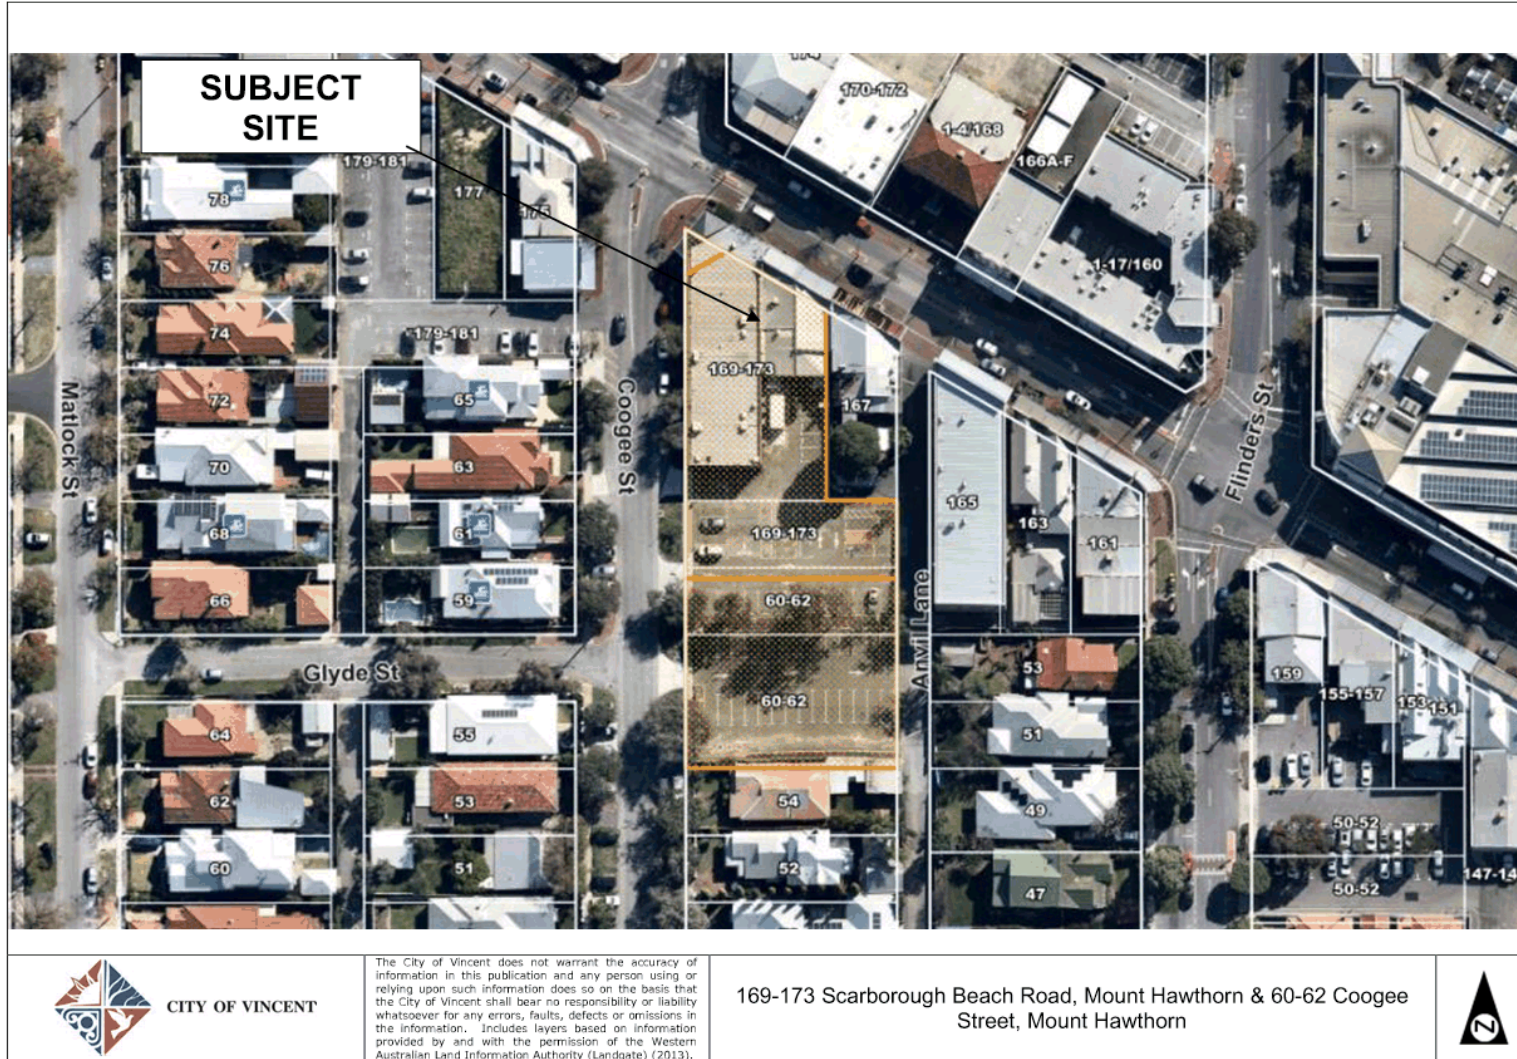 SUBJECT
SITE
174
170-172
1-4/168
166A-F
1-17/160
179-181
177
175
78
76
74
179-181
72
65
70
63
68
61
66
59
Matlock St
Coogee St
169-173
167
165
163
161
Flinders St
169-173
60-62
60-62
Anvil Lane
Glyde St
53
51
49
47
159
155-157
153
151
50-52
50-52
64
55
62
53
60
51
54
52
CITY OF VINCENT
The City of Vincent does not warrant the accuracy of
information in this publication and any person using or
relying upon such information does so on the basis that
the City of Vincent shall bear no responsibility or liability
whatsoever for any errors, faults, defects or omissions in
the information. Includes layers based on information
provided by and with the permission of the Western
Australian Land Information Authority (Landgate) (2013).
169-173 Scarborough Beach Road, Mount Hawthorn & 60-62 Coogee
Street, Mount Hawthorn
N